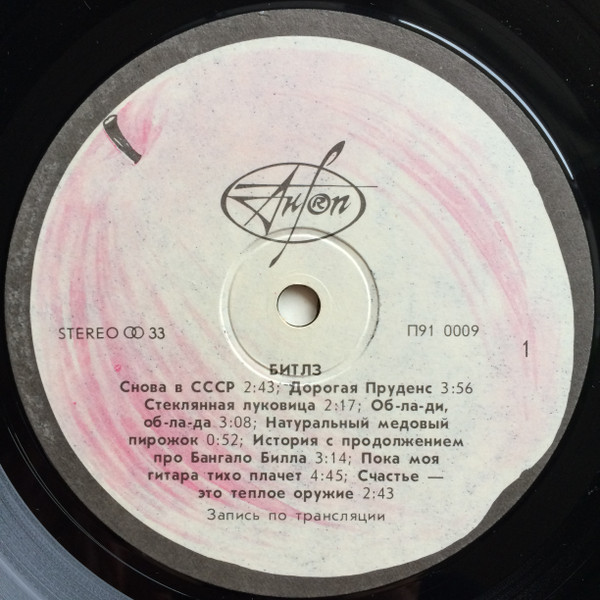 Антроп
STEREO ꝏ 33
П91 0009
1
БИТЛЗ
Снова в СССР 2:43; Дорогая Пруденс 3:56
Стеклянная луковица 2:17; Об-ла-ди,
об-ла-да 3:08; Натуральный медовый
пирожок 0:52; История с продолжением
про Бангало Билла 3:14; Пока моя
гитара тихо плачет 4:45; Счастье —
это теплое оружие 2:43
Запись по трансляции